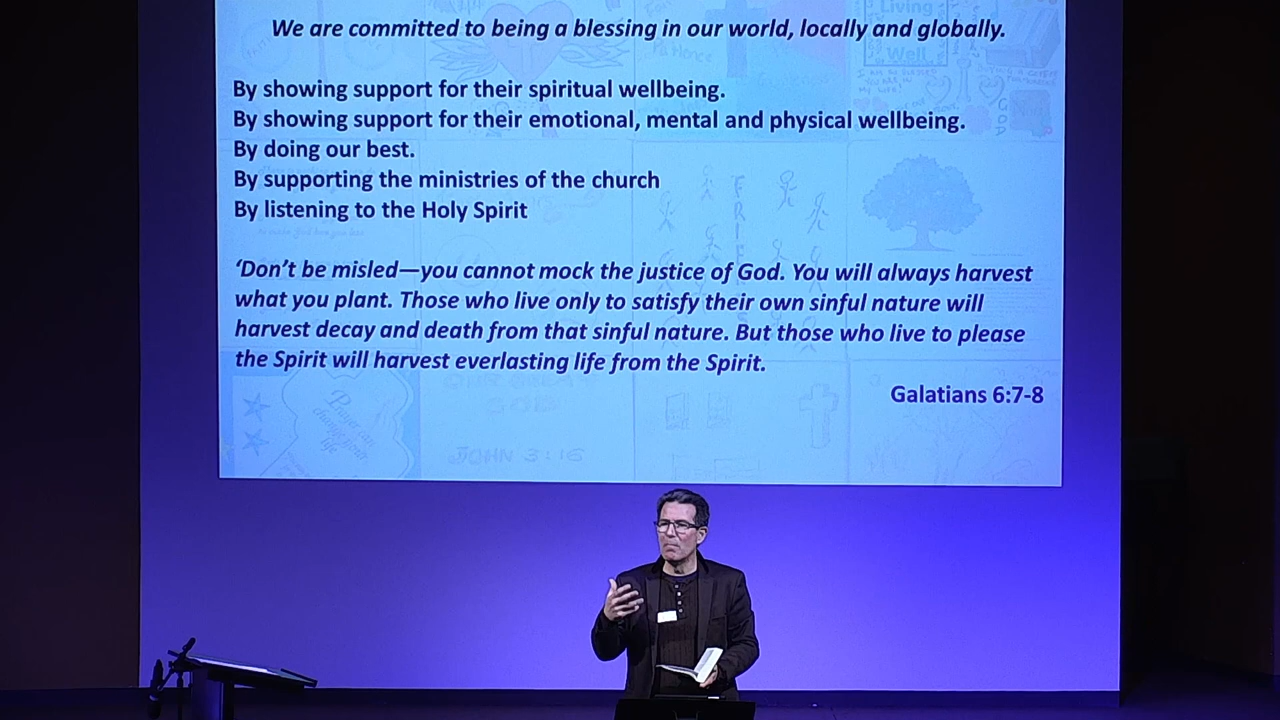 We are committed to being a blessing in our world, locally and globally.
By showing support for their spiritual wellbeing.
By showing support for their emotional, mental and physical wellbeing.
By doing our best.
By supporting the ministries of the church
By listening to the Holy Spirit
‘Don’t be misled—you cannot mock the justice of God. You will always harvest
what you plant. Those who live only to satisfy their own sinful nature will
harvest decay and death from that sinful nature. But those who live to please
the Spirit will harvest everlasting life from the Spirit.
Galatians 6:7-8
Living
Well
JOHN 3:16